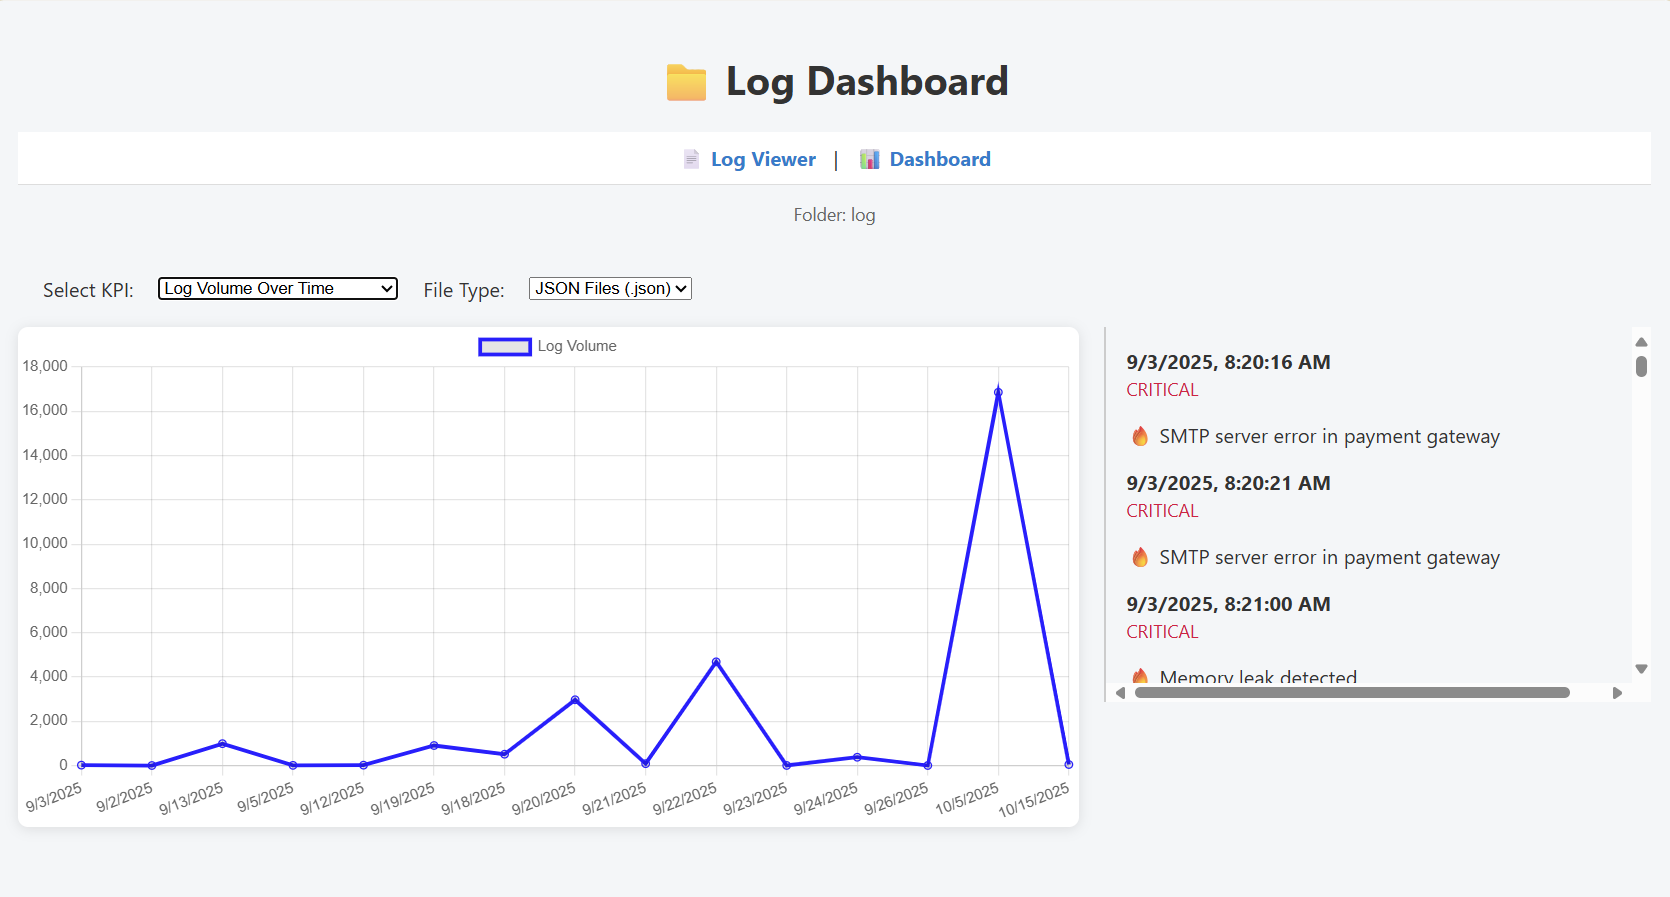 Log Dashboard
Log Viewer | Dashboard
Folder: log
Select KPI: Log Volume Over Time File Type: JSON Files (.json)
Log Volume
18,000
16,000
14,000
12,000
10,000
8,000
6,000
4,000
2,000
0
9/3/2025 9/2/2025 9/13/2025 9/5/2025 9/12/2025 9/19/2025 9/18/2025 9/20/2025 9/21/2025 9/22/2025 9/23/2025 9/24/2025 9/26/2025 10/5/2025 10/15/2025
9/3/2025, 8:20:16 AM
CRITICAL
SMTP server error in payment gateway
9/3/2025, 8:20:21 AM
CRITICAL
SMTP server error in payment gateway
9/3/2025, 8:21:00 AM
CRITICAL
Memory leak detected